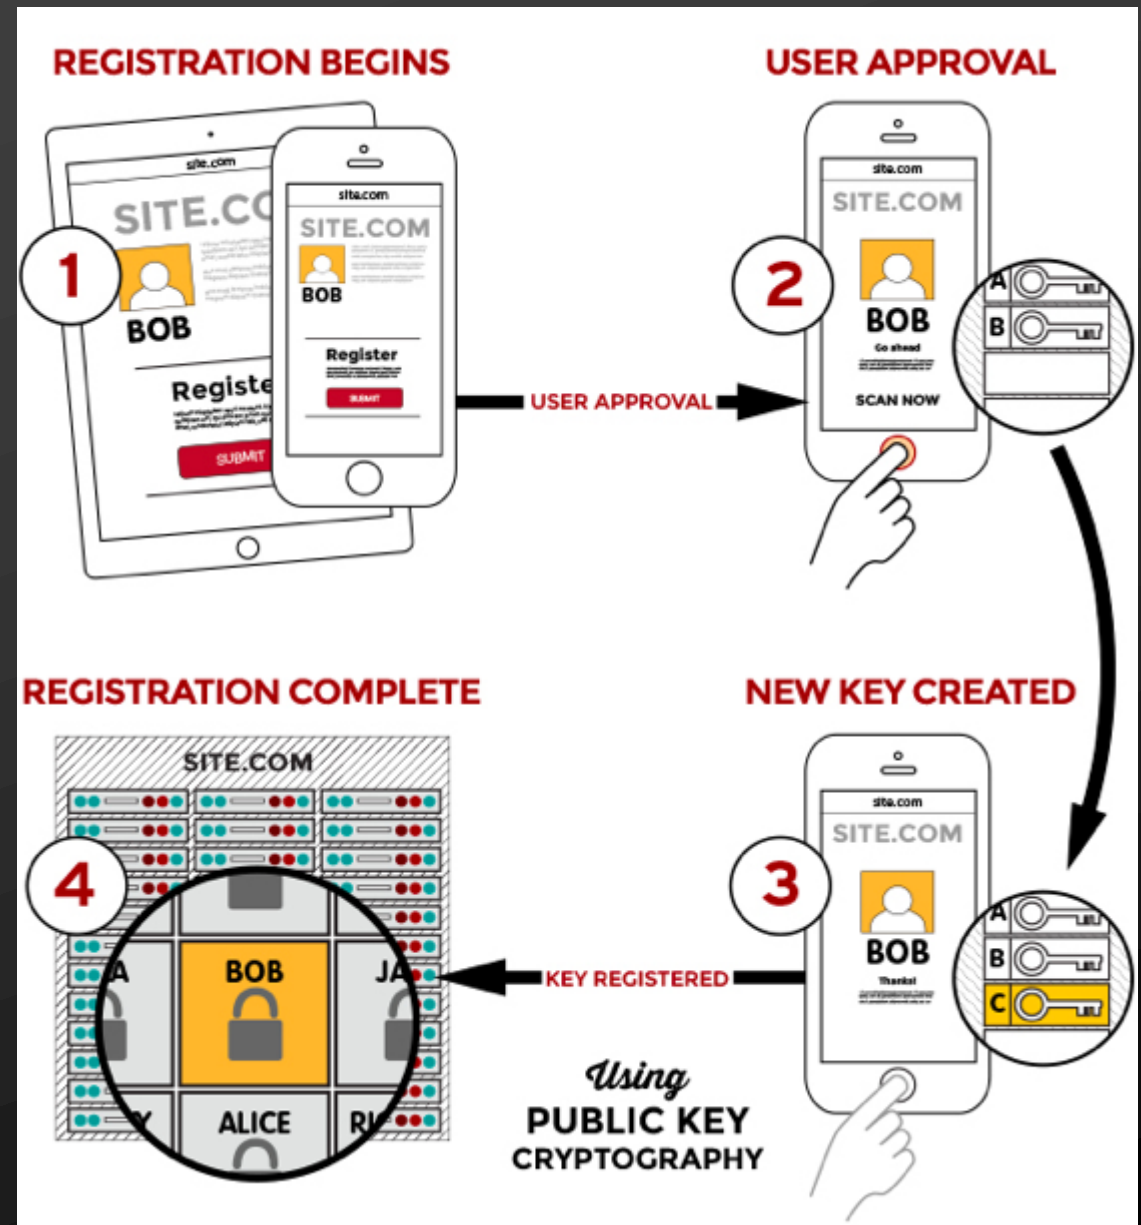 REGISTRATION BEGINS
site.com
SITE.CO
1
BOB
Registe
SUBMIT
site.com
SITE.COM
BOB
Register
SUBMIT
USER APPROVAL
USER APPROVAL
site.com
SITE.COM
2
BOB
Go ahead
SCAN NOW
A
B
NEW KEY CREATED
site.com
SITE.COM
3
BOB
Thanks!
A
B
C
KEY REGISTERED
REGISTRATION COMPLETE
SITE.COM
4
A
BOB
JA
Y
ALICE
RI
Using
PUBLIC KEY
CRYPTOGRAPHY